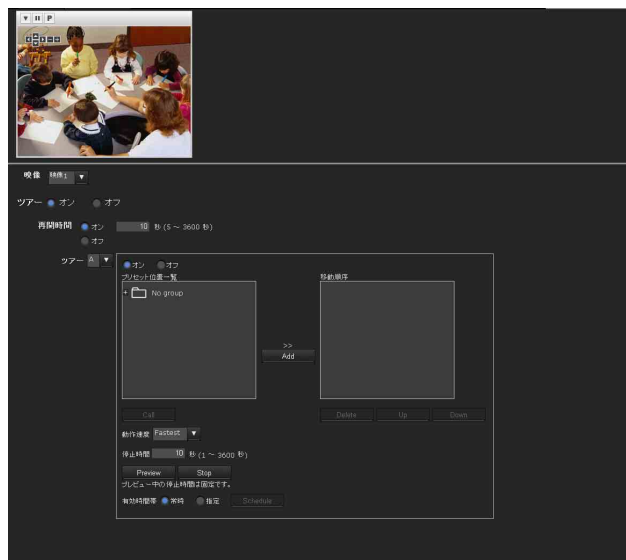 P
映像 映像1
ツアー オン オフ
再開時間 オン 10 秒 (5 ~ 3600 秒)
オフ
ツアー A
オン オフ
プリセット位置一覧 移動順序
+ No group
>>
Add
Call Delete Up Down
動作速度 Fastest
停止時間 10 秒 (1 ~ 3600 秒)
Preview Stop
プレビュー中の停止時間は固定です。
有効時間帯 常時 指定 Schedule